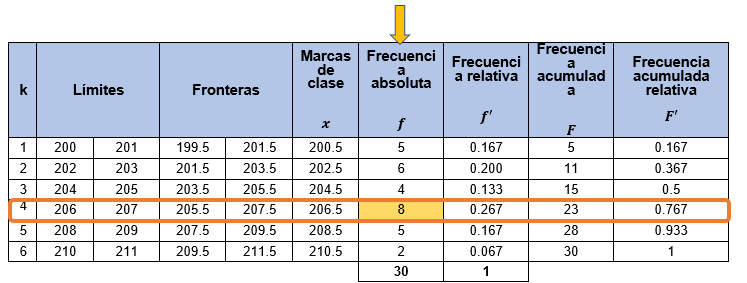 k Límites Fronteras Marcas de clase x Frecuenci a absoluta f Frecuenci a relativa f' Frecuenci a acumulad a F Frecuencia acumulada relativa F'
1 200 201 199.5 201.5 200.5 5 0.167 5 0.167
2 202 203 201.5 203.5 202.5 6 0.200 11 0.367
3 204 205 203.5 205.5 204.5 4 0.133 15 0.5
4 206 207 205.5 207.5 206.5 8 0.267 23 0.767
5 208 209 207.5 209.5 208.5 5 0.167 28 0.933
6 210 211 209.5 211.5 210.5 2 0.067 30 1
30 1